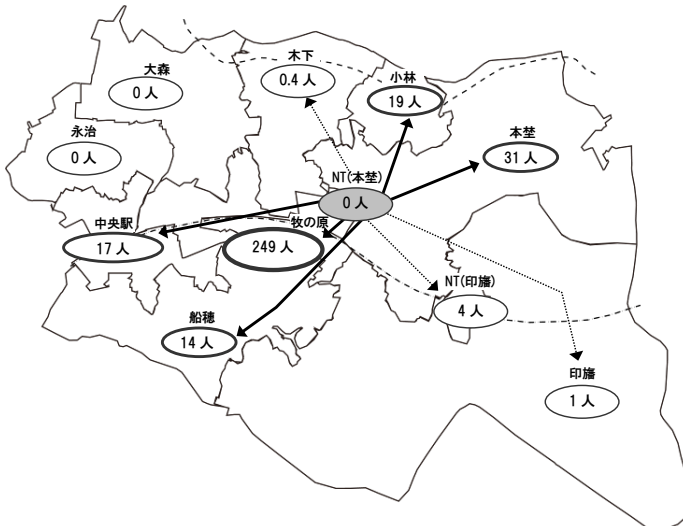 木下
0.4 人
小林
19 人
大森
0 人
永治
0 人
本埜
31 人
NT(本埜)
0 人
中央駅
17 人
牧の原
249 人
NT(印旛)
4 人
船穂
14 人
印旛
1 人